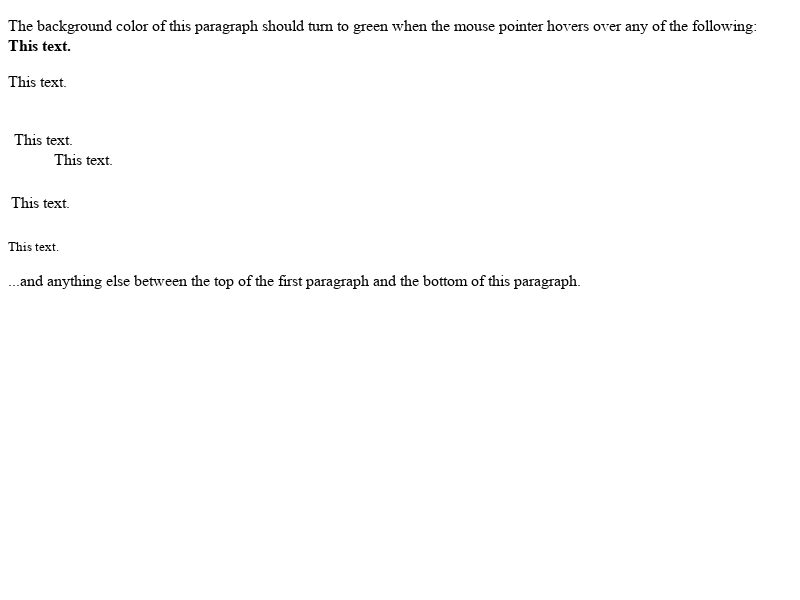 The background color of this paragraph should turn to green when the mouse pointer hovers over any of the following:
This text.
This text.
This text.
This text.
This text.
This text.
...and anything else between the top of the first paragraph and the bottom of this paragraph.